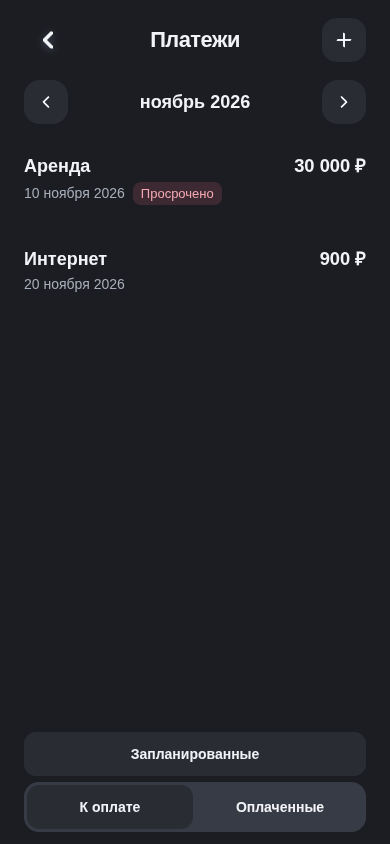 Платежи
ноябрь 2026
Аренда 30 000 ₽
10 ноября 2026 Просрочено
Интернет 900 ₽
20 ноября 2026
Запланированные
К оплате Оплаченные